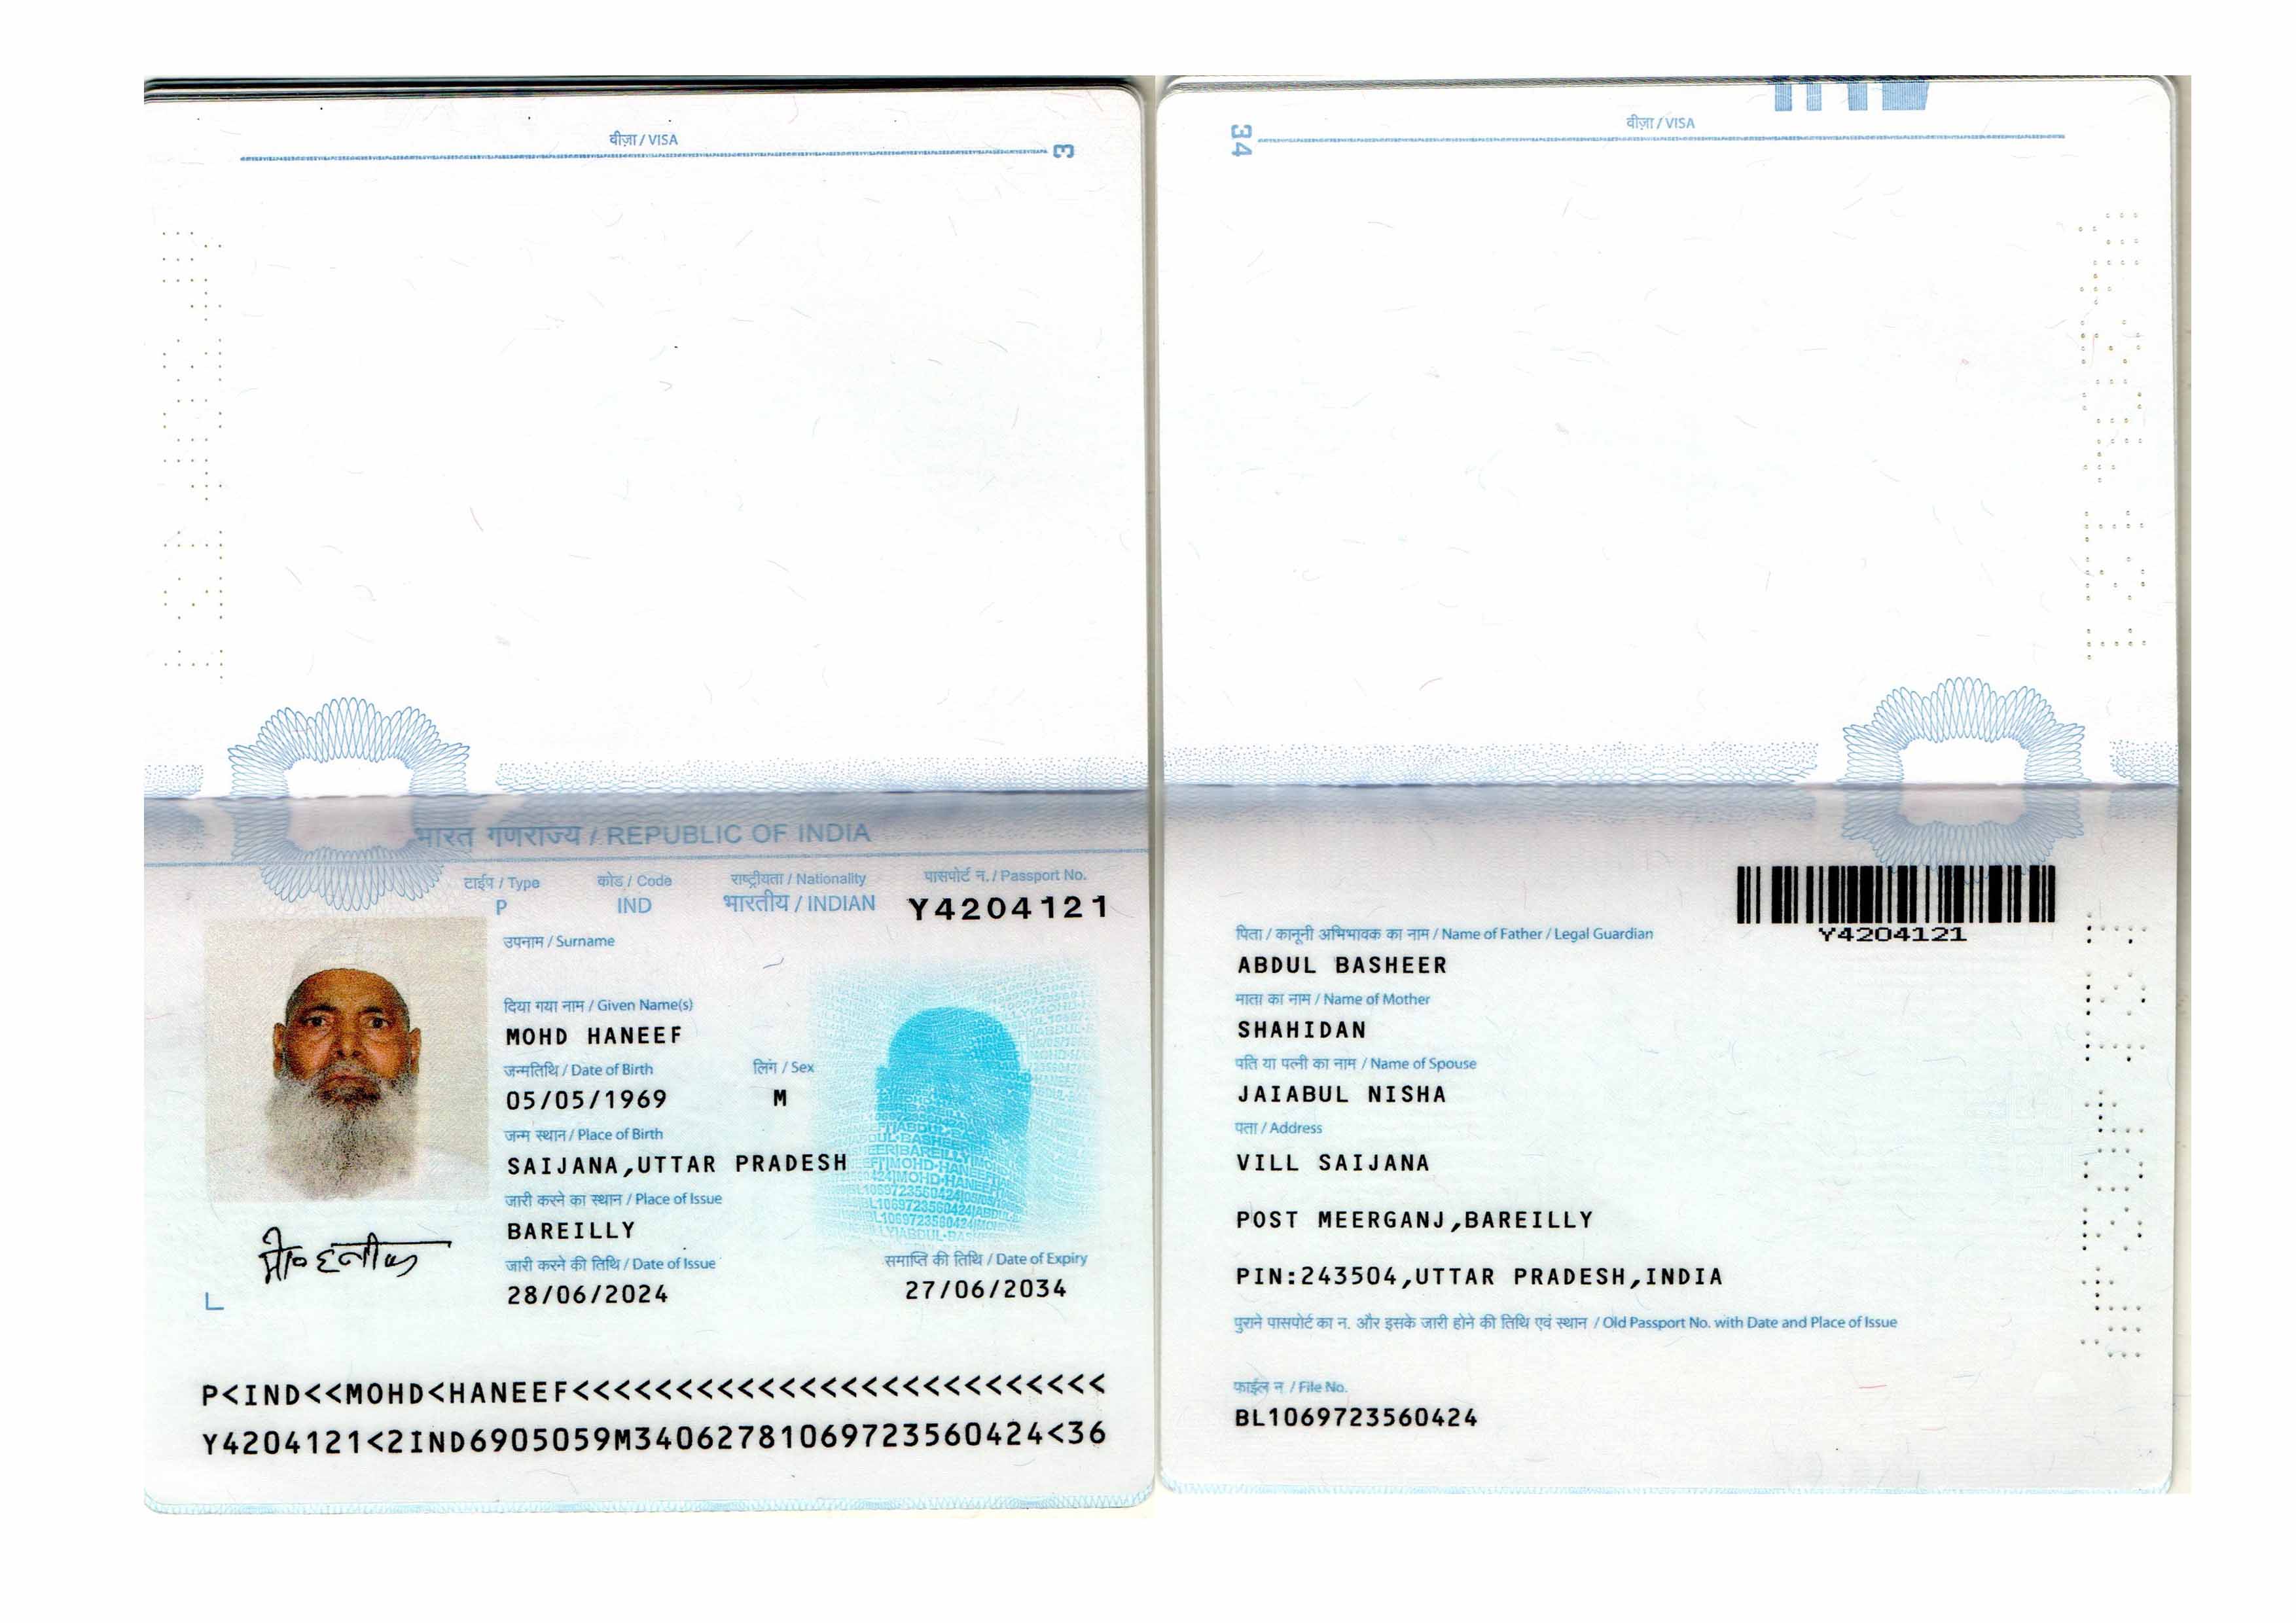 वीज़ा / VISA
3
भारत गणराज्य / REPUBLIC OF INDIA
टाईप / Type
कोड / Code
राष्ट्रीयता / Nationality
पासपोर्ट न. / Passport No.
P
IND
भारतीय / INDIAN
Y4204121
उपनाम / Surname
दिया गया नाम / Given Name(s)
MOHD HANEEF
जन्मतिथि / Date of Birth
लिंग / Sex
05/05/1969
M
जन्म स्थान / Place of Birth
SAIJANA,UTTAR PRADESH
जारी करने का स्थान / Place of Issue
BAREILLY
जारी करने की तिथि / Date of Issue
समाप्ति की तिथि / Date of Expiry
28/06/2024
27/06/2034
P<IND<<MOHD<HANEEF<<<<<<<<<<<<<<<<<<<<<<<<<<
Y4204121<2IND6905059M34062781069723560424<36
34
वीज़ा / VISA
Y4204121
पिता / कानूनी अभिभावक का नाम / Name of Father / Legal Guardian
ABDUL BASHEER
माता का नाम / Name of Mother
SHAHIDAN
पति या पत्नी का नाम / Name of Spouse
JAIABUL NISHA
पता / Address
VILL SAIJANA
POST MEERGANJ,BAREILLY
PIN:243504,UTTAR PRADESH,INDIA
पुराने पासपोर्ट का न. और इसके जारी होने की तिथि एवं स्थान / Old Passport No. with Date and Place of Issue
फाईल न / File No.
BL1069723560424